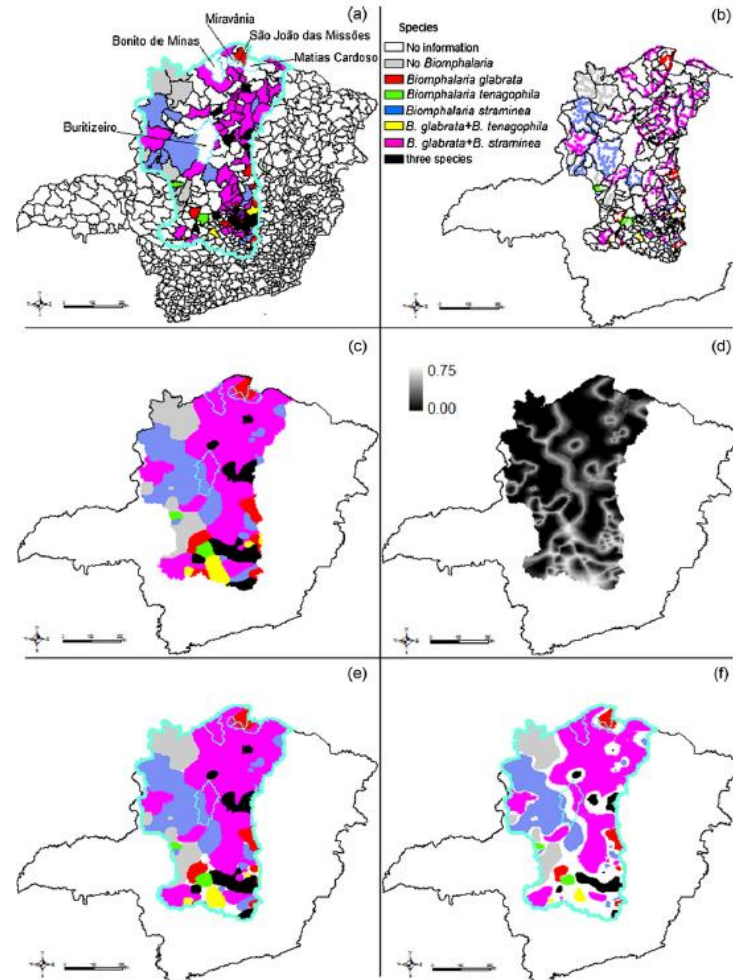 (a)
Miravânia
São João das Missões
Bonito de Minas
Matias Cardoso
Buritizeiro
Species
No information
No Biomphalaria
Biomphalaria glabrata
Biomphalaria tenagophila
Biomphalaria straminea
B. glabrata+B. tenagophila
B. glabrata+B. straminea
three species
(b)
(c)
(d)
0.75
0.00
(e)
(f)